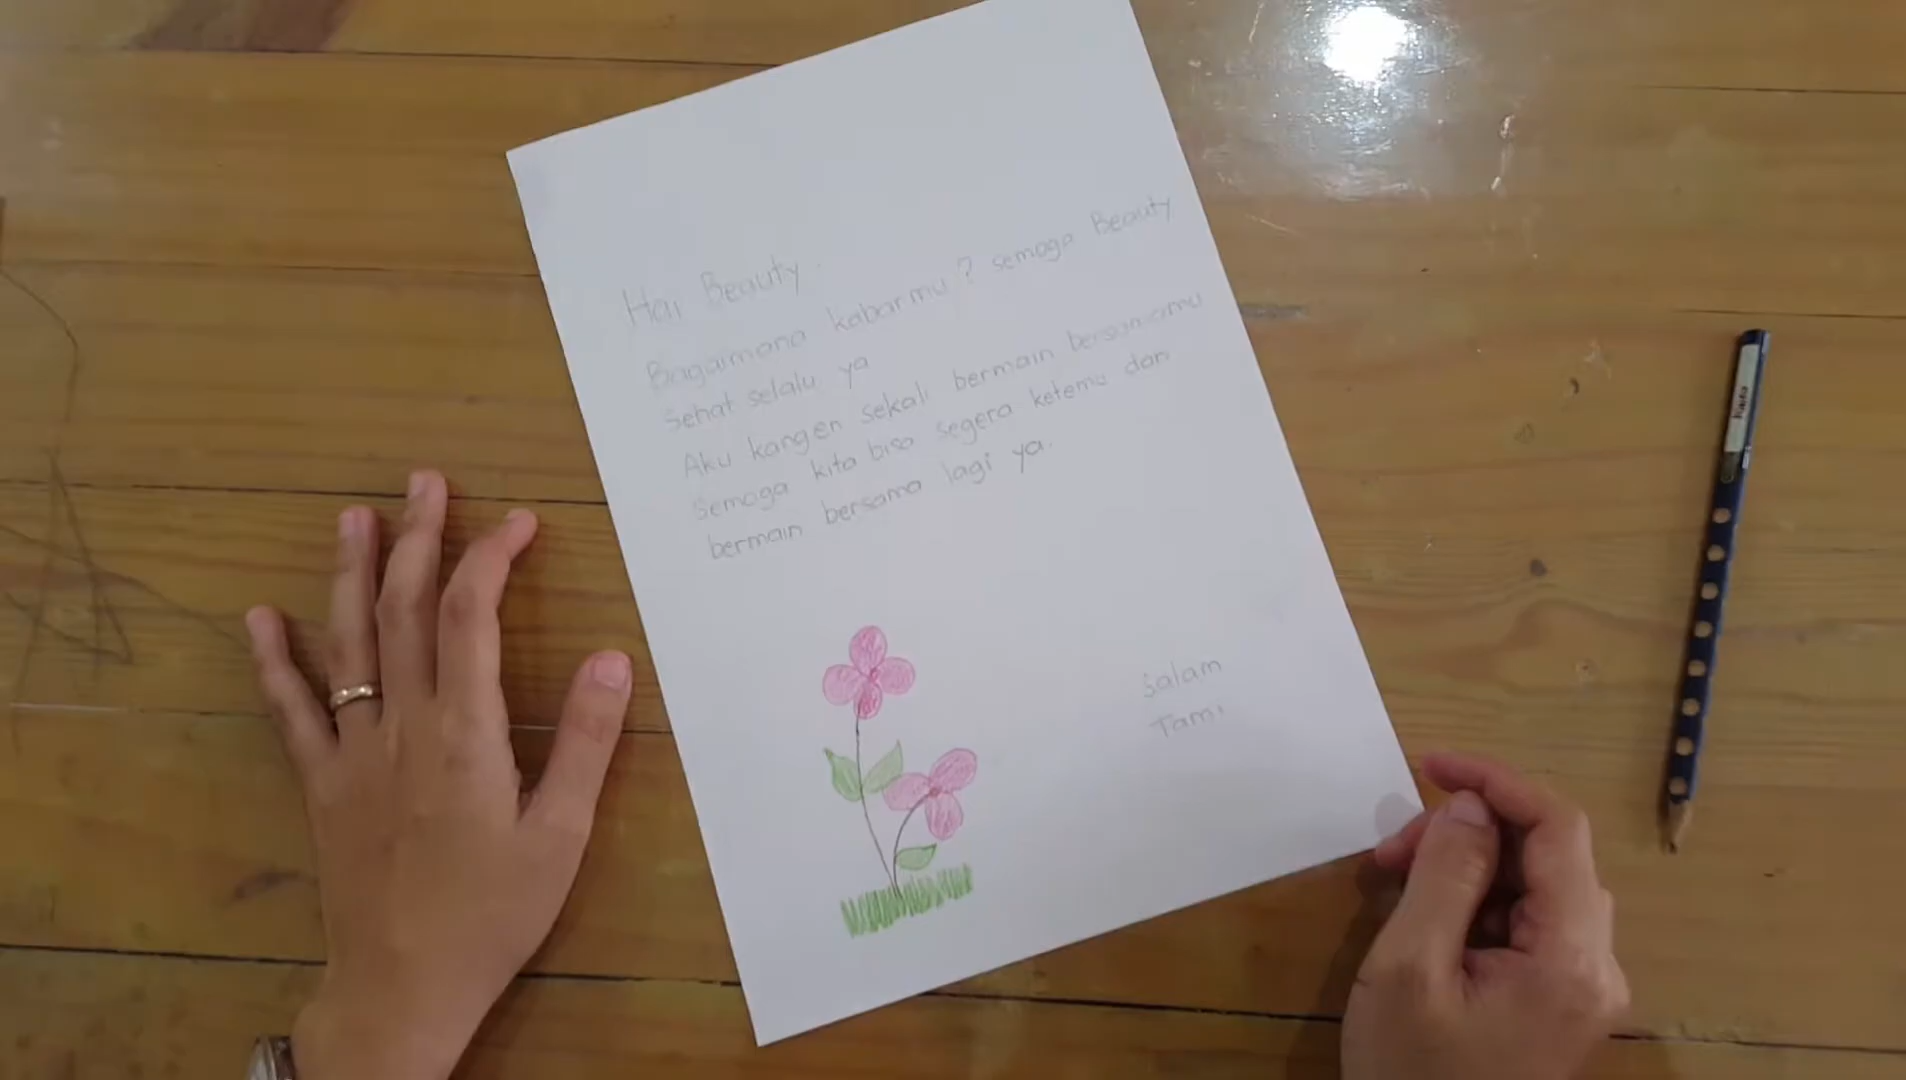 Hai Beauty.
Bagaimana kabarmu ? semoga Beauty
sehat selalu ya
Aku kangen sekali bermain bersamamu
semoga kita bisa segera ketemu dan
bermain bersama lagi ya.
salam
Tami